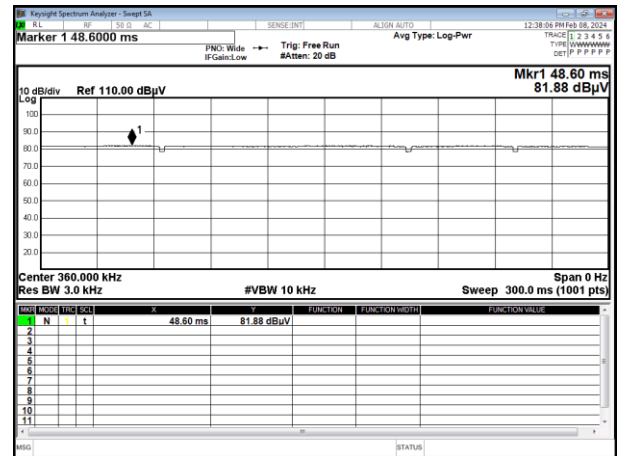 Keysight Spectrum Analyzer - Swept SA
RL RF 50 Ω AC SENSE:INT ALIGN AUTO 12:38:06 PM Feb 08, 2024
Marker 1 48.6000 ms
PNO: Wide
IFGain:Low
Trig: Free Run
#Atten: 20 dB
Avg Type: Log-Pwr
TRACE 1 2 3 4 5 6
TYPE WWWWWW
DET P P P P P P
Mkr1 48.60 ms
81.88 dBµV
10 dB/div Ref 110.00 dBµV
Log
100
90.0
80.0
70.0
60.0
50.0
40.0
30.0
20.0
1
Center 360.000 kHz Span 0 Hz
Res BW 3.0 kHz #VBW 10 kHz Sweep 300.0 ms (1001 pts)
MKR MODE TRC SCL X Y FUNCTION FUNCTION WIDTH FUNCTION VALUE
1 N 1 t 48.60 ms 81.88 dBµV
2
3
4
5
6
7
8
9
10
11
MSG STATUS